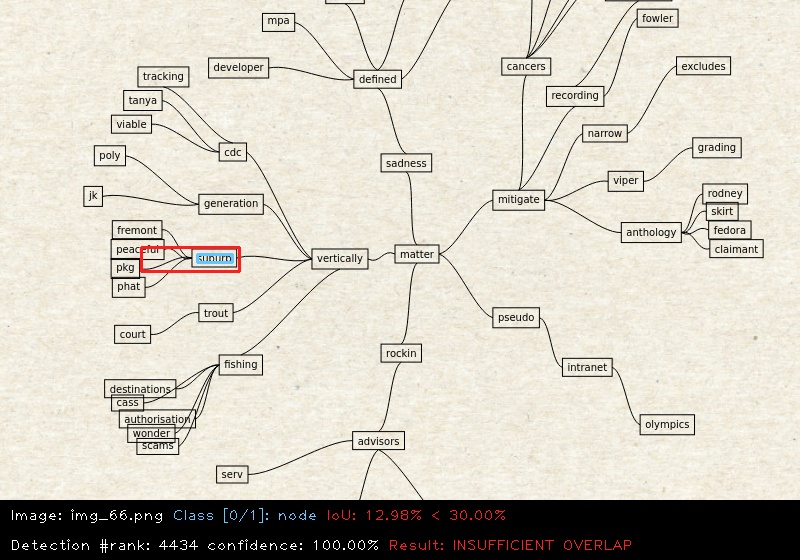 fowler
mpa
cancers
excludes
developer
defined
tracking
recording
tanya
viable
narrow
cdc
grading
poly
sadness
viper
jk
generation
mitigate
rodney
skirt
fremont
anthology
fedora
peaceful
suburb
vertically
matter
claimant
pkg
phat
trout
pseudo
court
rockin
fishing
intranet
destinations
cass
authorisation
olympics
wonder
advisors
scams
serv
Image: img_66.png Class [0/1]: node IoU: 12.98% < 30.00%
Detection #rank: 4434 confidence: 100.00% Result: INSUFFICIENT OVERLAP